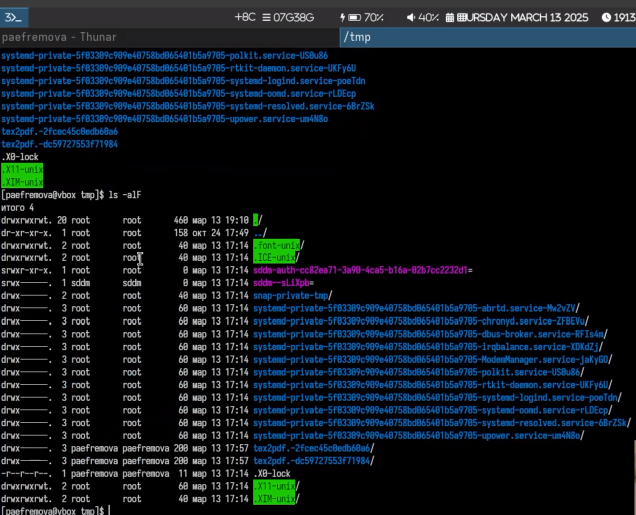 3>_ +8C 07G38G 70% 40% URSDAY MARCH 13 2025 1913
paefremova - Thunar /tmp
systemd-private-5f03309c909e40758bd065401b5a9705-polkit.service-US0u86
systemd-private-5f03309c909e40758bd065401b5a9705-rtkit-daemon.service-UKFy6U
systemd-private-5f03309c909e40758bd065401b5a9705-systemd-logind.service-poeTdn
systemd-private-5f03309c909e40758bd065401b5a9705-systemd-oomd.service-rLDEcp
systemd-private-5f03309c909e40758bd065401b5a9705-systemd-resolved.service-6BrZSk
systemd-private-5f03309c909e40758bd065401b5a9705-upower.service-um4N8o
tex2pdf.-2fcec45c0edb60a6
tex2pdf.-dc59727553f71984
.X0-lock
.X11-unix
.XIM-unix
[paefremova@vbox tmp]$ ls -alF
итого 4
drwxrwxrwt. 20 root root 460 мар 13 19:10 ./
dr-xr-xr-x. 1 root root 158 окт 24 17:49 ../
drwxrwxrwt. 2 root root 40 мар 13 17:14 .font-unix/
drwxrwxrwt. 2 root root 40 мар 13 17:14 .ICE-unix/
srwxr-xr-x. 1 root root 0 мар 13 17:14 sddm-auth-cc82ea71-3a90-4ca5-b16a-02b7cc2232d1=
srwx------. 1 sddm sddm 0 мар 13 17:14 sddm--sLiXpb=
drwx------. 2 root root 40 мар 13 17:14 snap-private-tmp/
drwx------. 3 root root 60 мар 13 17:14 systemd-private-5f03309c909e40758bd065401b5a9705-abrtd.service-Mw2vZV/
drwx------. 3 root root 60 мар 13 17:14 systemd-private-5f03309c909e40758bd065401b5a9705-chronyd.service-ZFBEVu/
drwx------. 3 root root 60 мар 13 17:14 systemd-private-5f03309c909e40758bd065401b5a9705-dbus-broker.service-RFIs4m/
drwx------. 3 root root 60 мар 13 17:14 systemd-private-5f03309c909e40758bd065401b5a9705-irqbalance.service-XDKdZj/
drwx------. 3 root root 60 мар 13 17:14 systemd-private-5f03309c909e40758bd065401b5a9705-ModemManager.service-jaKyGO/
drwx------. 3 root root 60 мар 13 17:14 systemd-private-5f03309c909e40758bd065401b5a9705-polkit.service-US0u86/
drwx------. 3 root root 60 мар 13 17:14 systemd-private-5f03309c909e40758bd065401b5a9705-rtkit-daemon.service-UKFy6U/
drwx------. 3 root root 60 мар 13 17:14 systemd-private-5f03309c909e40758bd065401b5a9705-systemd-logind.service-poeTdn/
drwx------. 3 root root 60 мар 13 17:14 systemd-private-5f03309c909e40758bd065401b5a9705-systemd-oomd.service-rLDEcp/
drwx------. 3 root root 60 мар 13 17:14 systemd-private-5f03309c909e40758bd065401b5a9705-systemd-resolved.service-6BrZSk/
drwx------. 3 root root 60 мар 13 17:14 systemd-private-5f03309c909e40758bd065401b5a9705-upower.service-um4N8o/
drwx------. 3 paefremova paefremova 200 мар 13 17:57 tex2pdf.-2fcec45c0edb60a6/
drwx------. 3 paefremova paefremova 200 мар 13 17:57 tex2pdf.-dc59727553f71984/
-r--r--r--. 1 paefremova paefremova 11 мар 13 17:14 .X0-lock
drwxrwxrwt. 2 root root 60 мар 13 17:14 .X11-unix/
drwxrwxrwt. 2 root root 40 мар 13 17:14 .XIM-unix/
[paefremova@vbox tmp]$